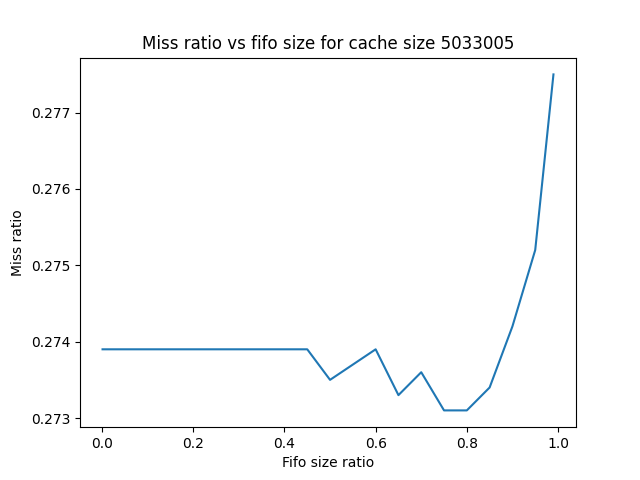 Miss ratio vs fifo size for cache size 5033005
0.277
0.276
0.275
0.274
0.273
Miss ratio
0.0 0.2 0.4 0.6 0.8 1.0
Fifo size ratio